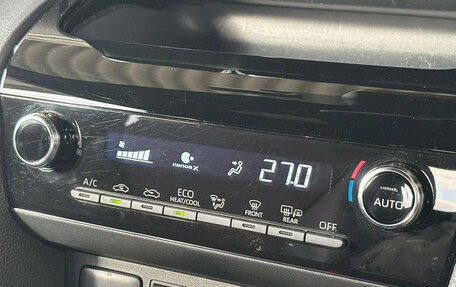 nanoe X
27.0
A/C
ECO
HEAT/COOL
FRONT
REAR
OFF
AUTO